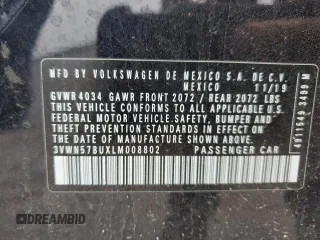 MFD BY VOLKSWAGEN DE MEXICO S.A. DE C.V.
MEXICO 11/19
GVWR 4034 GAWR FRONT 2072 / REAR 2072 LBS
THIS VEHICLE CONFORMS TO ALL APPLICABLE U.S.
FEDERAL MOTOR VEHICLE SAFETY, BUMPER AND
THEFT PREVENTION STANDARDS IN EFFECT ON THE
DATE OF MANUFACTURE SHOWN ABOVE.
3VWN57BUXLM008802 PASSENGER CAR
4911649 3499 M
DREAMBID